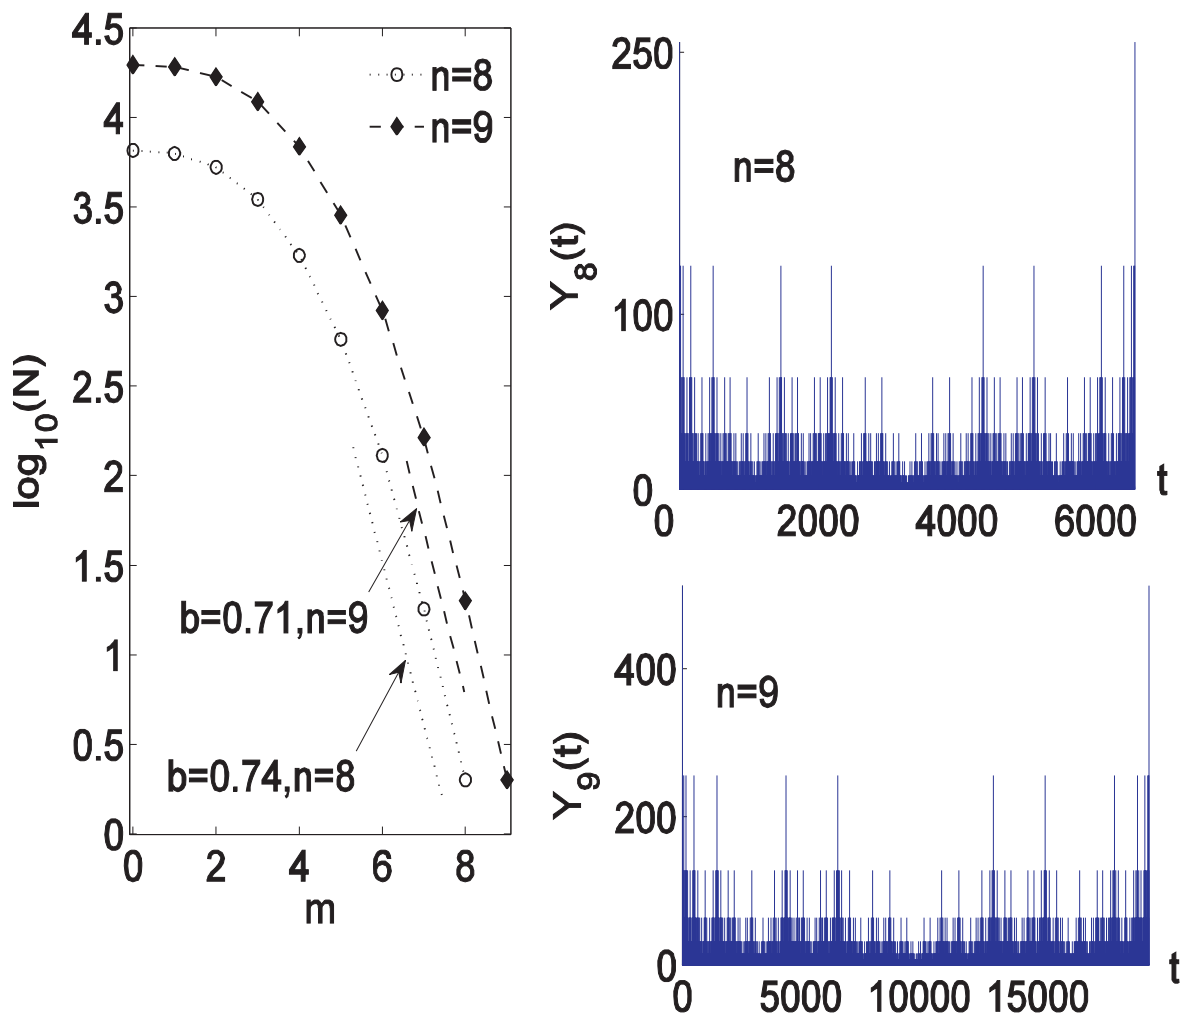 4.5
4
3.5
3
2.5
2
1.5
1
0.5
0
log10(N)
n=8
n=9
b=0.71,n=9
b=0.74,n=8
0 2 4 6 8
m
250
100
0
Y8(t)
n=8
0 2000 4000 6000
t
400
200
0
Y9(t)
n=9
0 5000 10000 15000
t